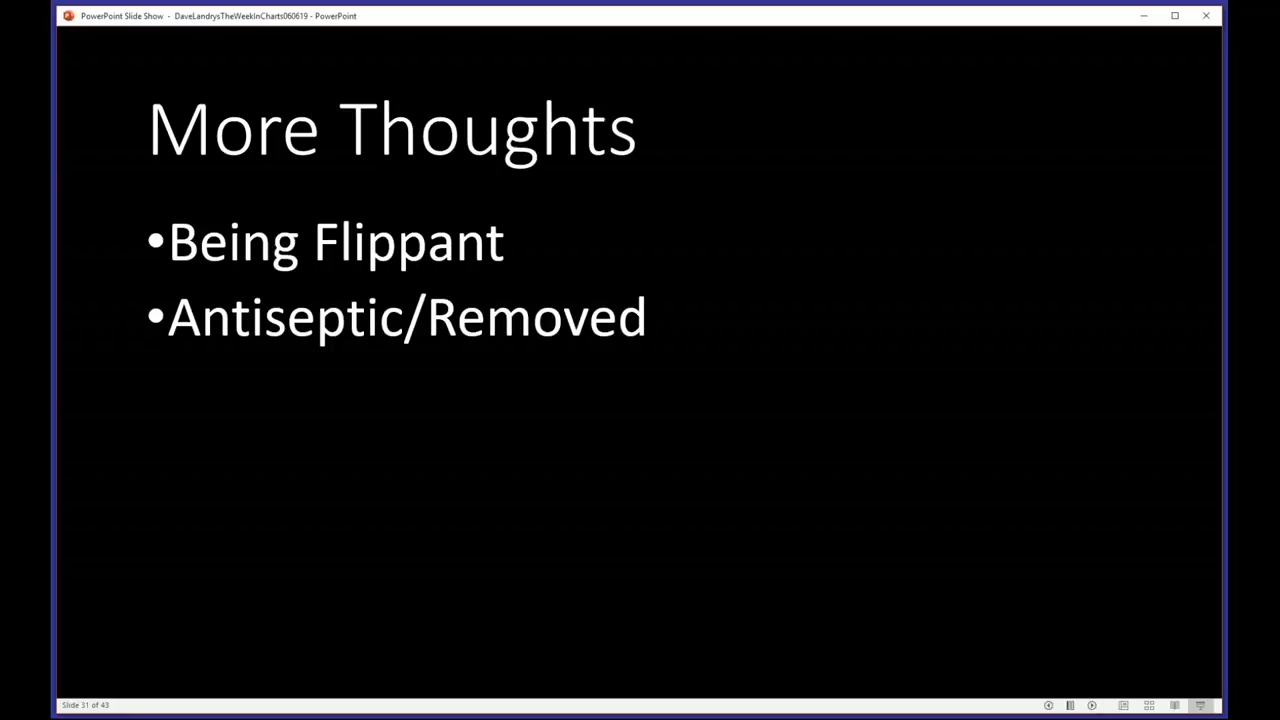 PowerPoint Slide Show - DaveLandrysTheWeekInCharts060619 - PowerPoint
More Thoughts
•Being Flippant
•Antiseptic/Removed
Slide 31 of 43